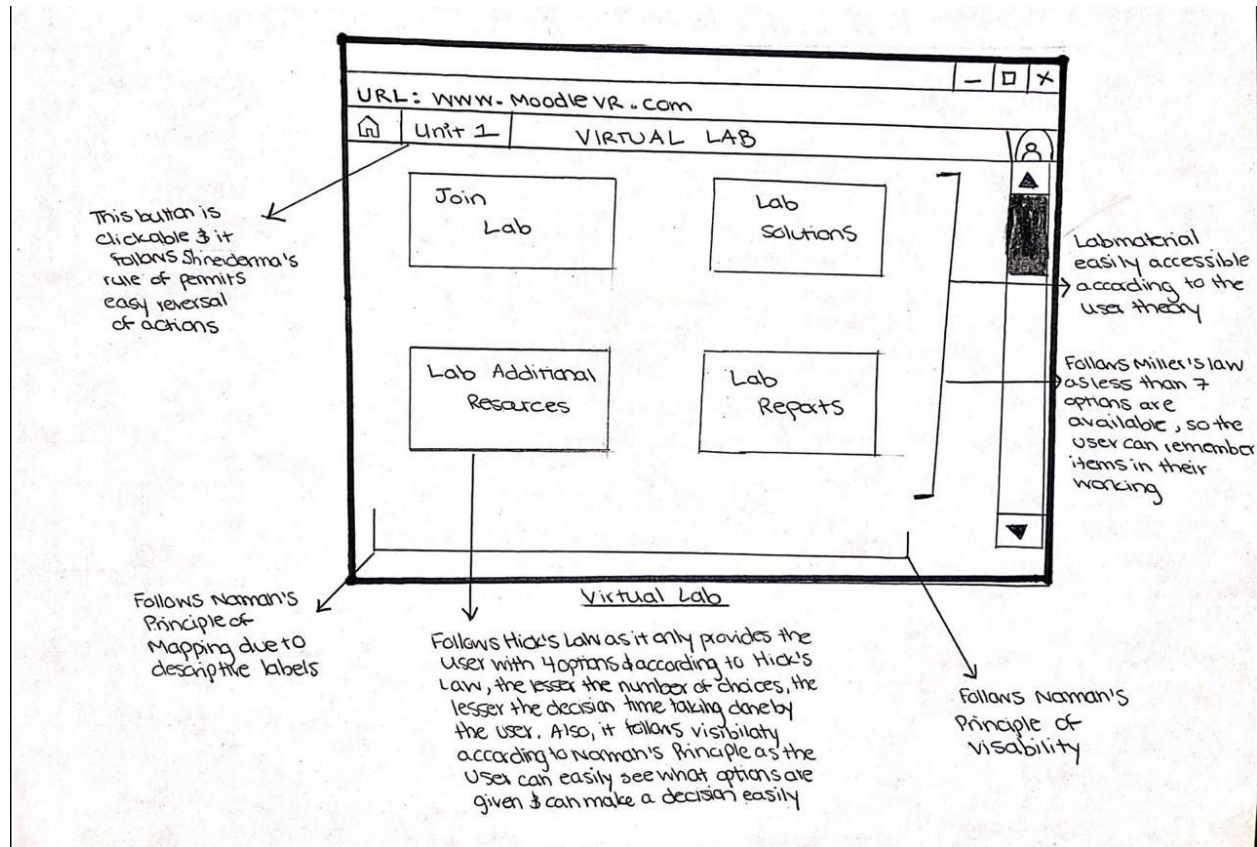 URL: www.MoodleVR.com
Unit 1
VIRTUAL LAB
Join
Lab
Lab
Solutions
Lab Additional
Resources
Lab
Reports
This button is
clickable & it
follows Shneiderma's
rule of permits
easy reversal
of actions
Labmaterial
easily accessible
according to the
user theory
Follows Miller's law
as less than 7
options are
available, so the
user can remember
items in their
working
Follows Norman's
Principle of
Mapping due to
descriptive labels
Virtual Lab
Follows Hick's Law as it only provides the
user with 4 options & according to Hick's
Law, the lesser the number of choices, the
lesser the decision time taking done by
the user. Also, it follows visibilaty
according to Norman's Principle as the
user can easily see what options are
given & can make a decision easily
Follows Norman's
Principle of
visability